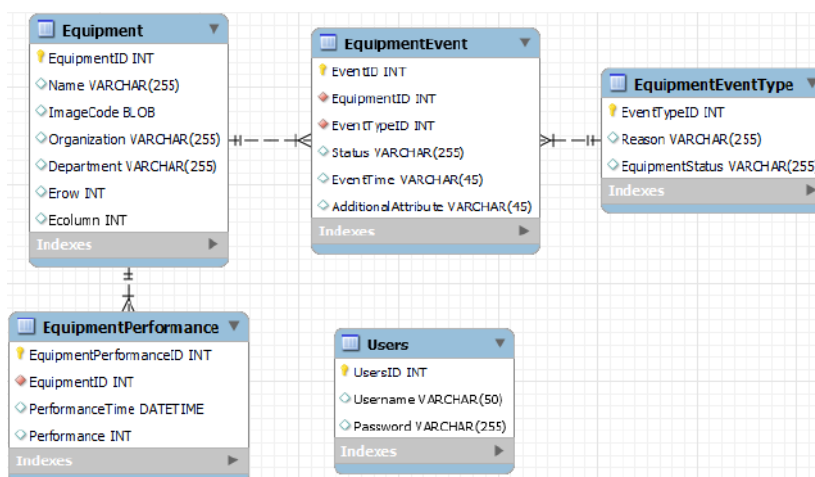 Equipment
EquipmentID INT
Name VARCHAR(255)
ImageCode BLOB
Organization VARCHAR(255)
Department VARCHAR(255)
Erow INT
Ecolumn INT
Indexes
EquipmentEvent
EventID INT
EquipmentID INT
EventTypeID INT
Status VARCHAR(255)
EventTime VARCHAR(45)
AdditionalAttribute VARCHAR(45)
Indexes
EquipmentEventType
EventTypeID INT
Reason VARCHAR(255)
EquipmentStatus VARCHAR(255
Indexes
EquipmentPerformance
EquipmentPerformanceID INT
EquipmentID INT
PerformanceTime DATETIME
Performance INT
Indexes
Users
UsersID INT
Username VARCHAR(50)
Password VARCHAR(255)
Indexes